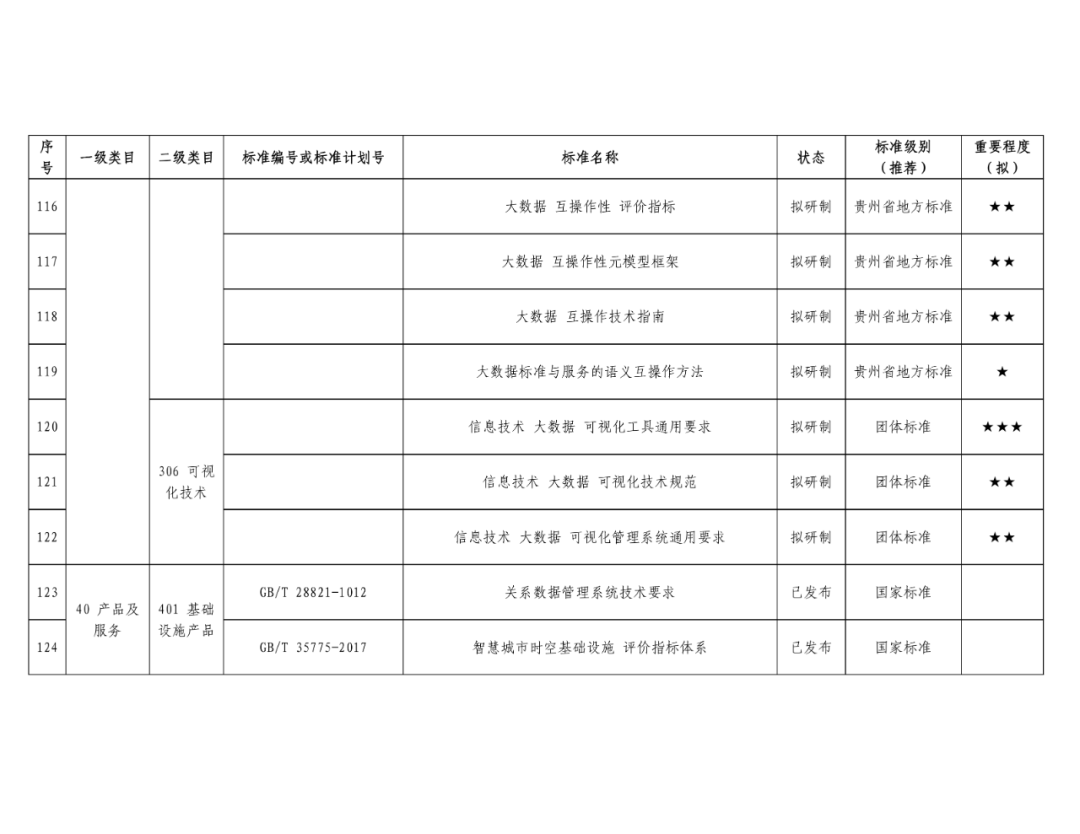 序号 一级类目 二级类目 标准编号或标准计划号 标准名称 状态 标准级别（推荐） 重要程度（拟）
116 大数据 互操作性 评价指标 拟研制 贵州省地方标准 ★★
117 大数据 互操作性元模型框架 拟研制 贵州省地方标准 ★★
118 大数据 互操作技术指南 拟研制 贵州省地方标准 ★★
119 大数据标准与服务的语义互操作方法 拟研制 贵州省地方标准 ★
120 306 可视化技术 信息技术 大数据 可视化工具通用要求 拟研制 团体标准 ★★★
121 信息技术 大数据 可视化技术规范 拟研制 团体标准 ★★
122 信息技术 大数据 可视化管理系统通用要求 拟研制 团体标准 ★★
123 40 产品及服务 401 基础设施产品 GB/T 28821-1012 关系数据管理系统技术要求 已发布 国家标准
124 GB/T 35775-2017 智慧城市时空基础设施 评价指标体系 已发布 国家标准